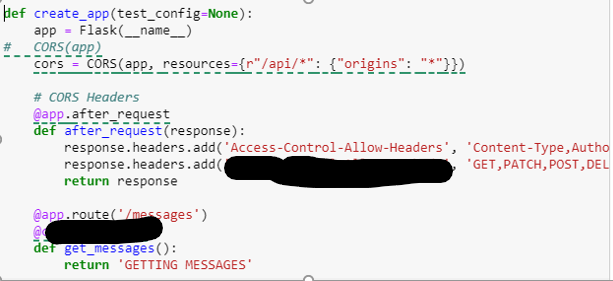 def create_app(test_config=None):
    app = Flask(__name__)
#   CORS(app)
    cors = CORS(app, resources={r"/api/*": {"origins": "*"}})
    # CORS Headers
    @app.after_request
    def after_request(response):
        response.headers.add('Access-Control-Allow-Headers', 'Content-Type,Autho
        response.headers.add( , 'GET,PATCH,POST,DEL
        return response
    @app.route('/messages')
    @
    def get_messages():
        return 'GETTING MESSAGES'